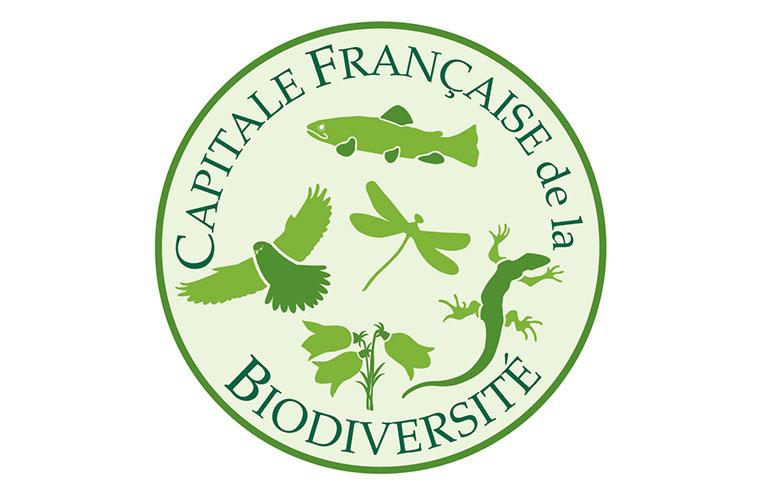 CAPITALE FRANÇAISE de la
BIODIVERSITÉ